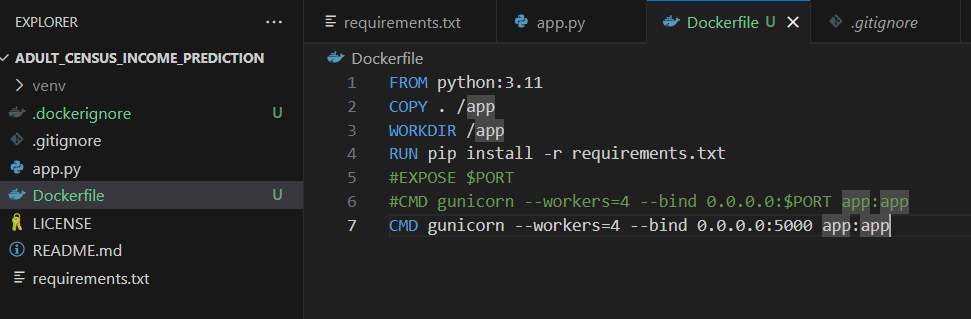 EXPLORER ···
requirements.txt app.py Dockerfile U .gitignore
ADULT_CENSUS_INCOME_PREDICTION
venv
.dockerignore U
.gitignore
app.py
Dockerfile U
LICENSE
README.md
requirements.txt
Dockerfile
1 FROM python:3.11
2 COPY . /app
3 WORKDIR /app
4 RUN pip install -r requirements.txt
5 #EXPOSE $PORT
6 #CMD gunicorn --workers=4 --bind 0.0.0.0:$PORT app:app
7 CMD gunicorn --workers=4 --bind 0.0.0.0:5000 app:app